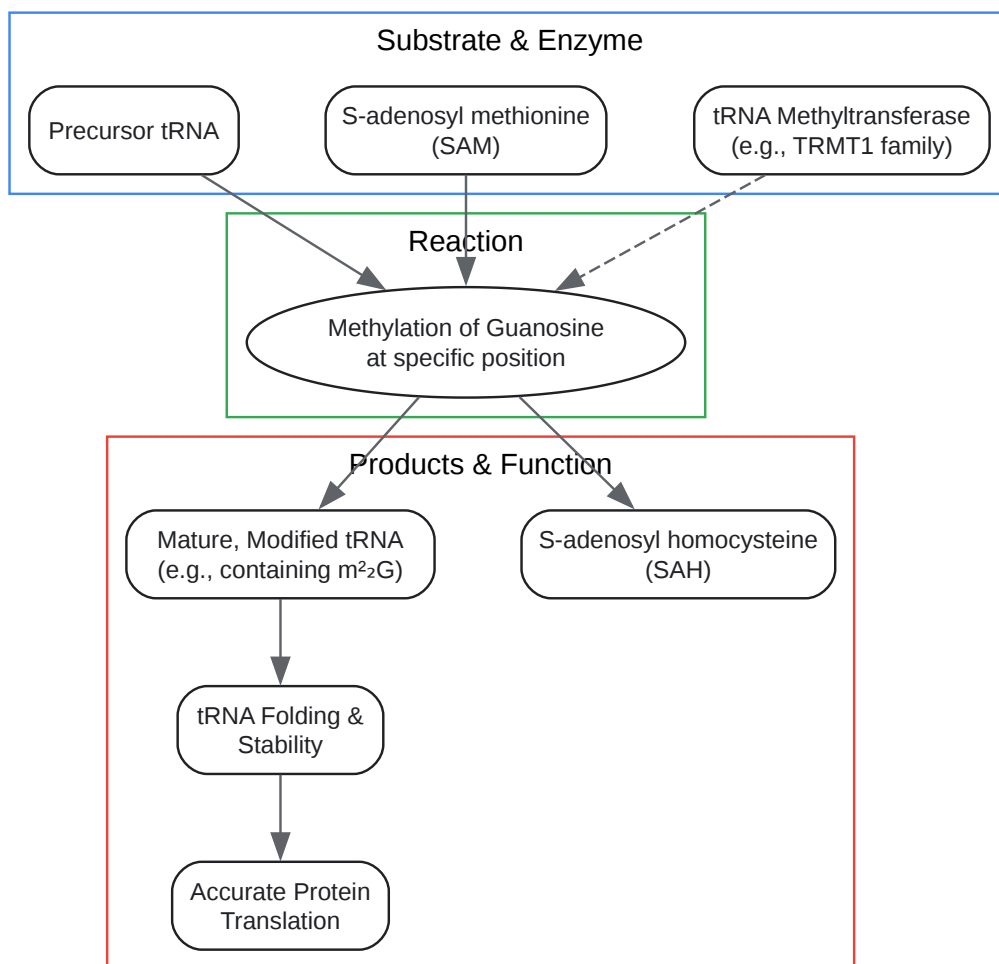 Substrate & Enzyme
Precursor tRNA
S-adenosyl methionine
(SAM)
tRNA Methyltransferase
(e.g., TRMT1 family)
Reaction
Methylation of Guanosine
at specific position
Products & Function
Mature, Modified tRNA
(e.g., containing m²₂G)
S-adenosyl homocysteine
(SAH)
tRNA Folding &
Stability
Accurate Protein
Translation